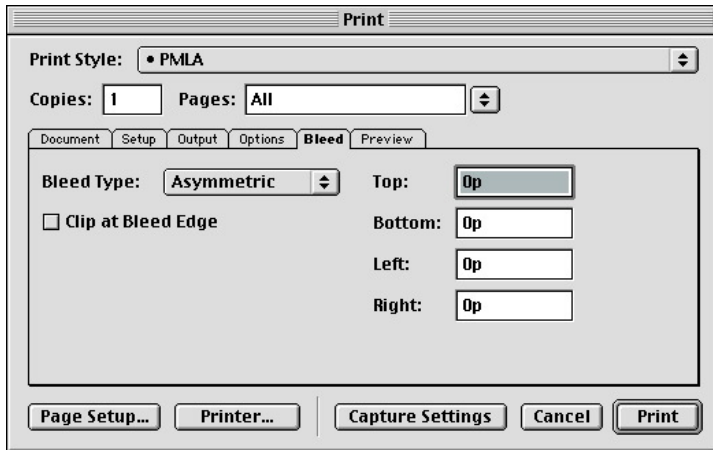 Print
Print Style: • PMLA
Copies: 1 Pages: All
Document Setup Output Options Bleed Preview
Bleed Type: Asymmetric Top: 0p
Clip at Bleed Edge Bottom: 0p
Left: 0p
Right: 0p
Page Setup... Printer... Capture Settings Cancel Print